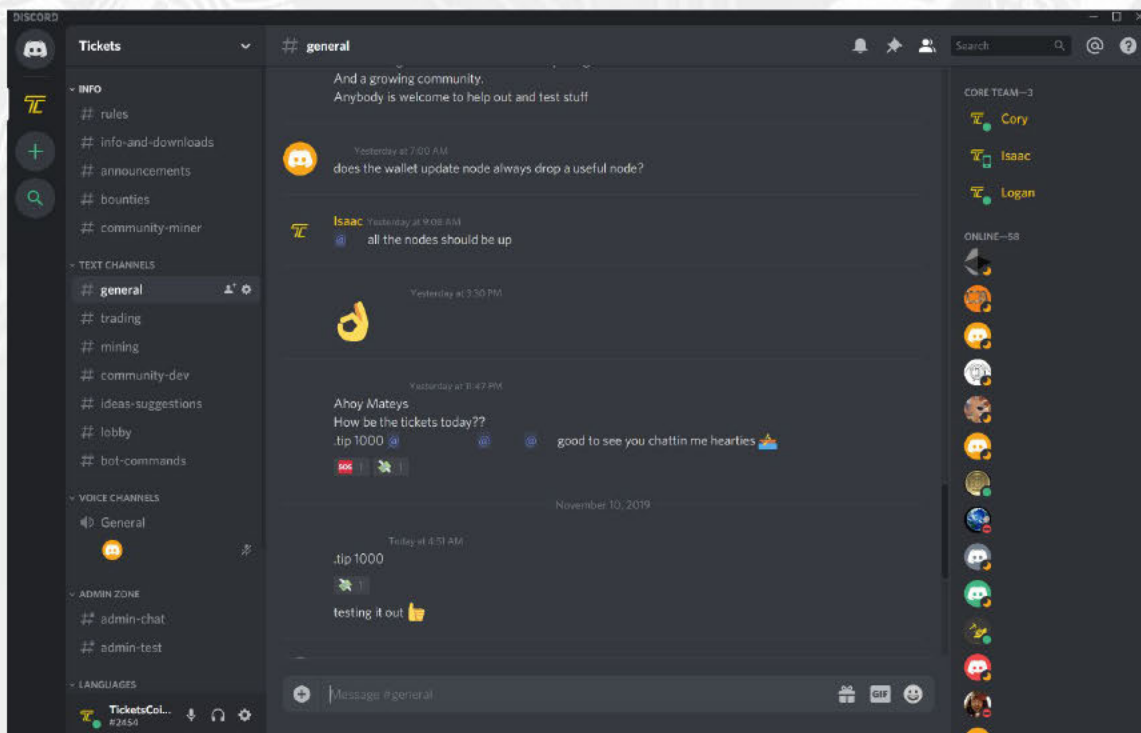 DISCORD
Tickets
INFO
# rules
# info-and-downloads
# announcements
# bounties
# community-miner
TEXT CHANNELS
# general
# trading
# mining
# community-dev
# ideas-suggestions
# lobby
# bot-commands
VOICE CHANNELS
General
ADMIN ZONE
# admin-chat
# admin-test
LANGUAGES
TicketsCoi...
#2454
# general
Search
And a growing community.
Anybody is welcome to help out and test stuff
Yesterday at 7:00 AM
does the wallet update node always drop a useful node?
Isaac Yesterday at 9:08 AM
@ all the nodes should be up
Yesterday at 3:30 PM
Yesterday at 11:47 PM
Ahoy Mateys
How be the tickets today??
.tip 1000 @ @ @ good to see you chattin me hearties
SOS 1 1
November 10, 2019
Today at 4:51 AM
.tip 1000
1
testing it out
Message #general
GIF
CORE TEAM—3
Cory
Isaac
Logan
ONLINE—58